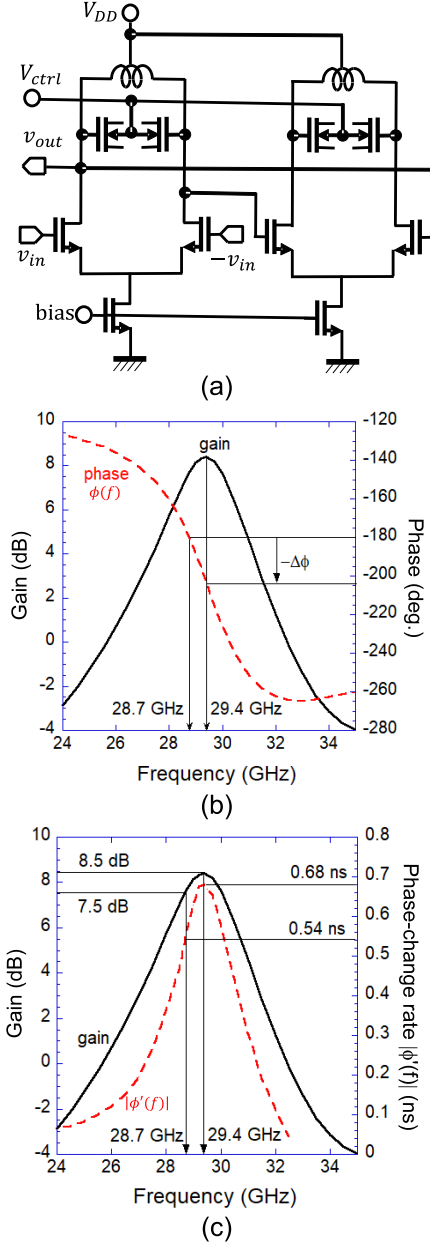 V_DD
V_ctrl
v_out
v_in
−v_in
bias
(a)
10
8
6
4
2
0
-2
-4
Gain (dB)
gain
phase
ϕ(f)
−Δϕ
28.7 GHz
29.4 GHz
-120
-140
-160
-180
-200
-220
-240
-260
-280
Phase (deg.)
24
26
28
30
32
34
Frequency (GHz)
(b)
10
8
6
4
2
0
-2
-4
Gain (dB)
8.5 dB
7.5 dB
0.68 ns
0.54 ns
gain
|ϕ'(f)|
28.7 GHz
29.4 GHz
0.8
0.7
0.6
0.5
0.4
0.3
0.2
0.1
0
Phase-change rate |ϕ'(f)| (ns)
24
26
28
30
32
34
Frequency (GHz)
(c)